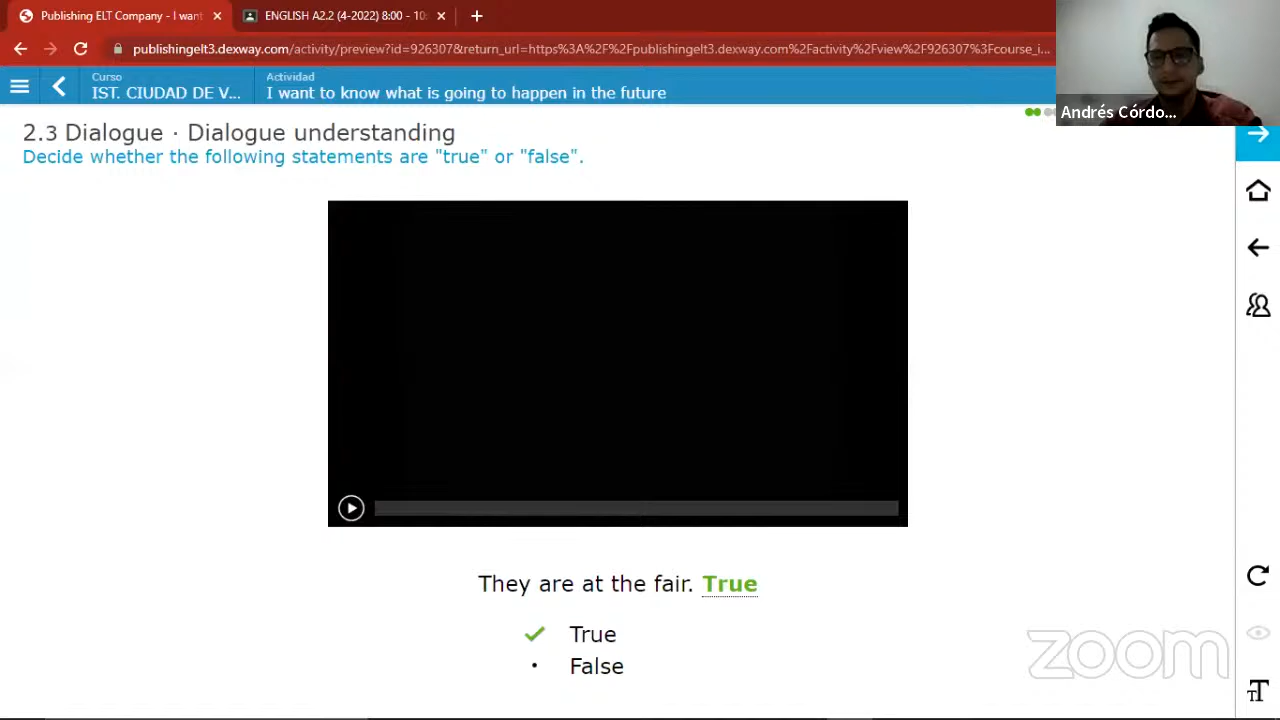 Publishing ELT Company - I want
ENGLISH A2.2 (4-2022) 8:00 - 10:
publishingelt3.dexway.com/activity/preview?id=926307&return_url=https%3A%2F%2Fpublishingelt3.dexway.com%2Factivity%2Fview%2F926307%3Fcourse_i...
Curso
IST. CIUDAD DE V...
Actividad
I want to know what is going to happen in the future
Andrés Córdo...
2.3 Dialogue · Dialogue understanding
Decide whether the following statements are "true" or "false".
They are at the fair. True
True
False
zoom